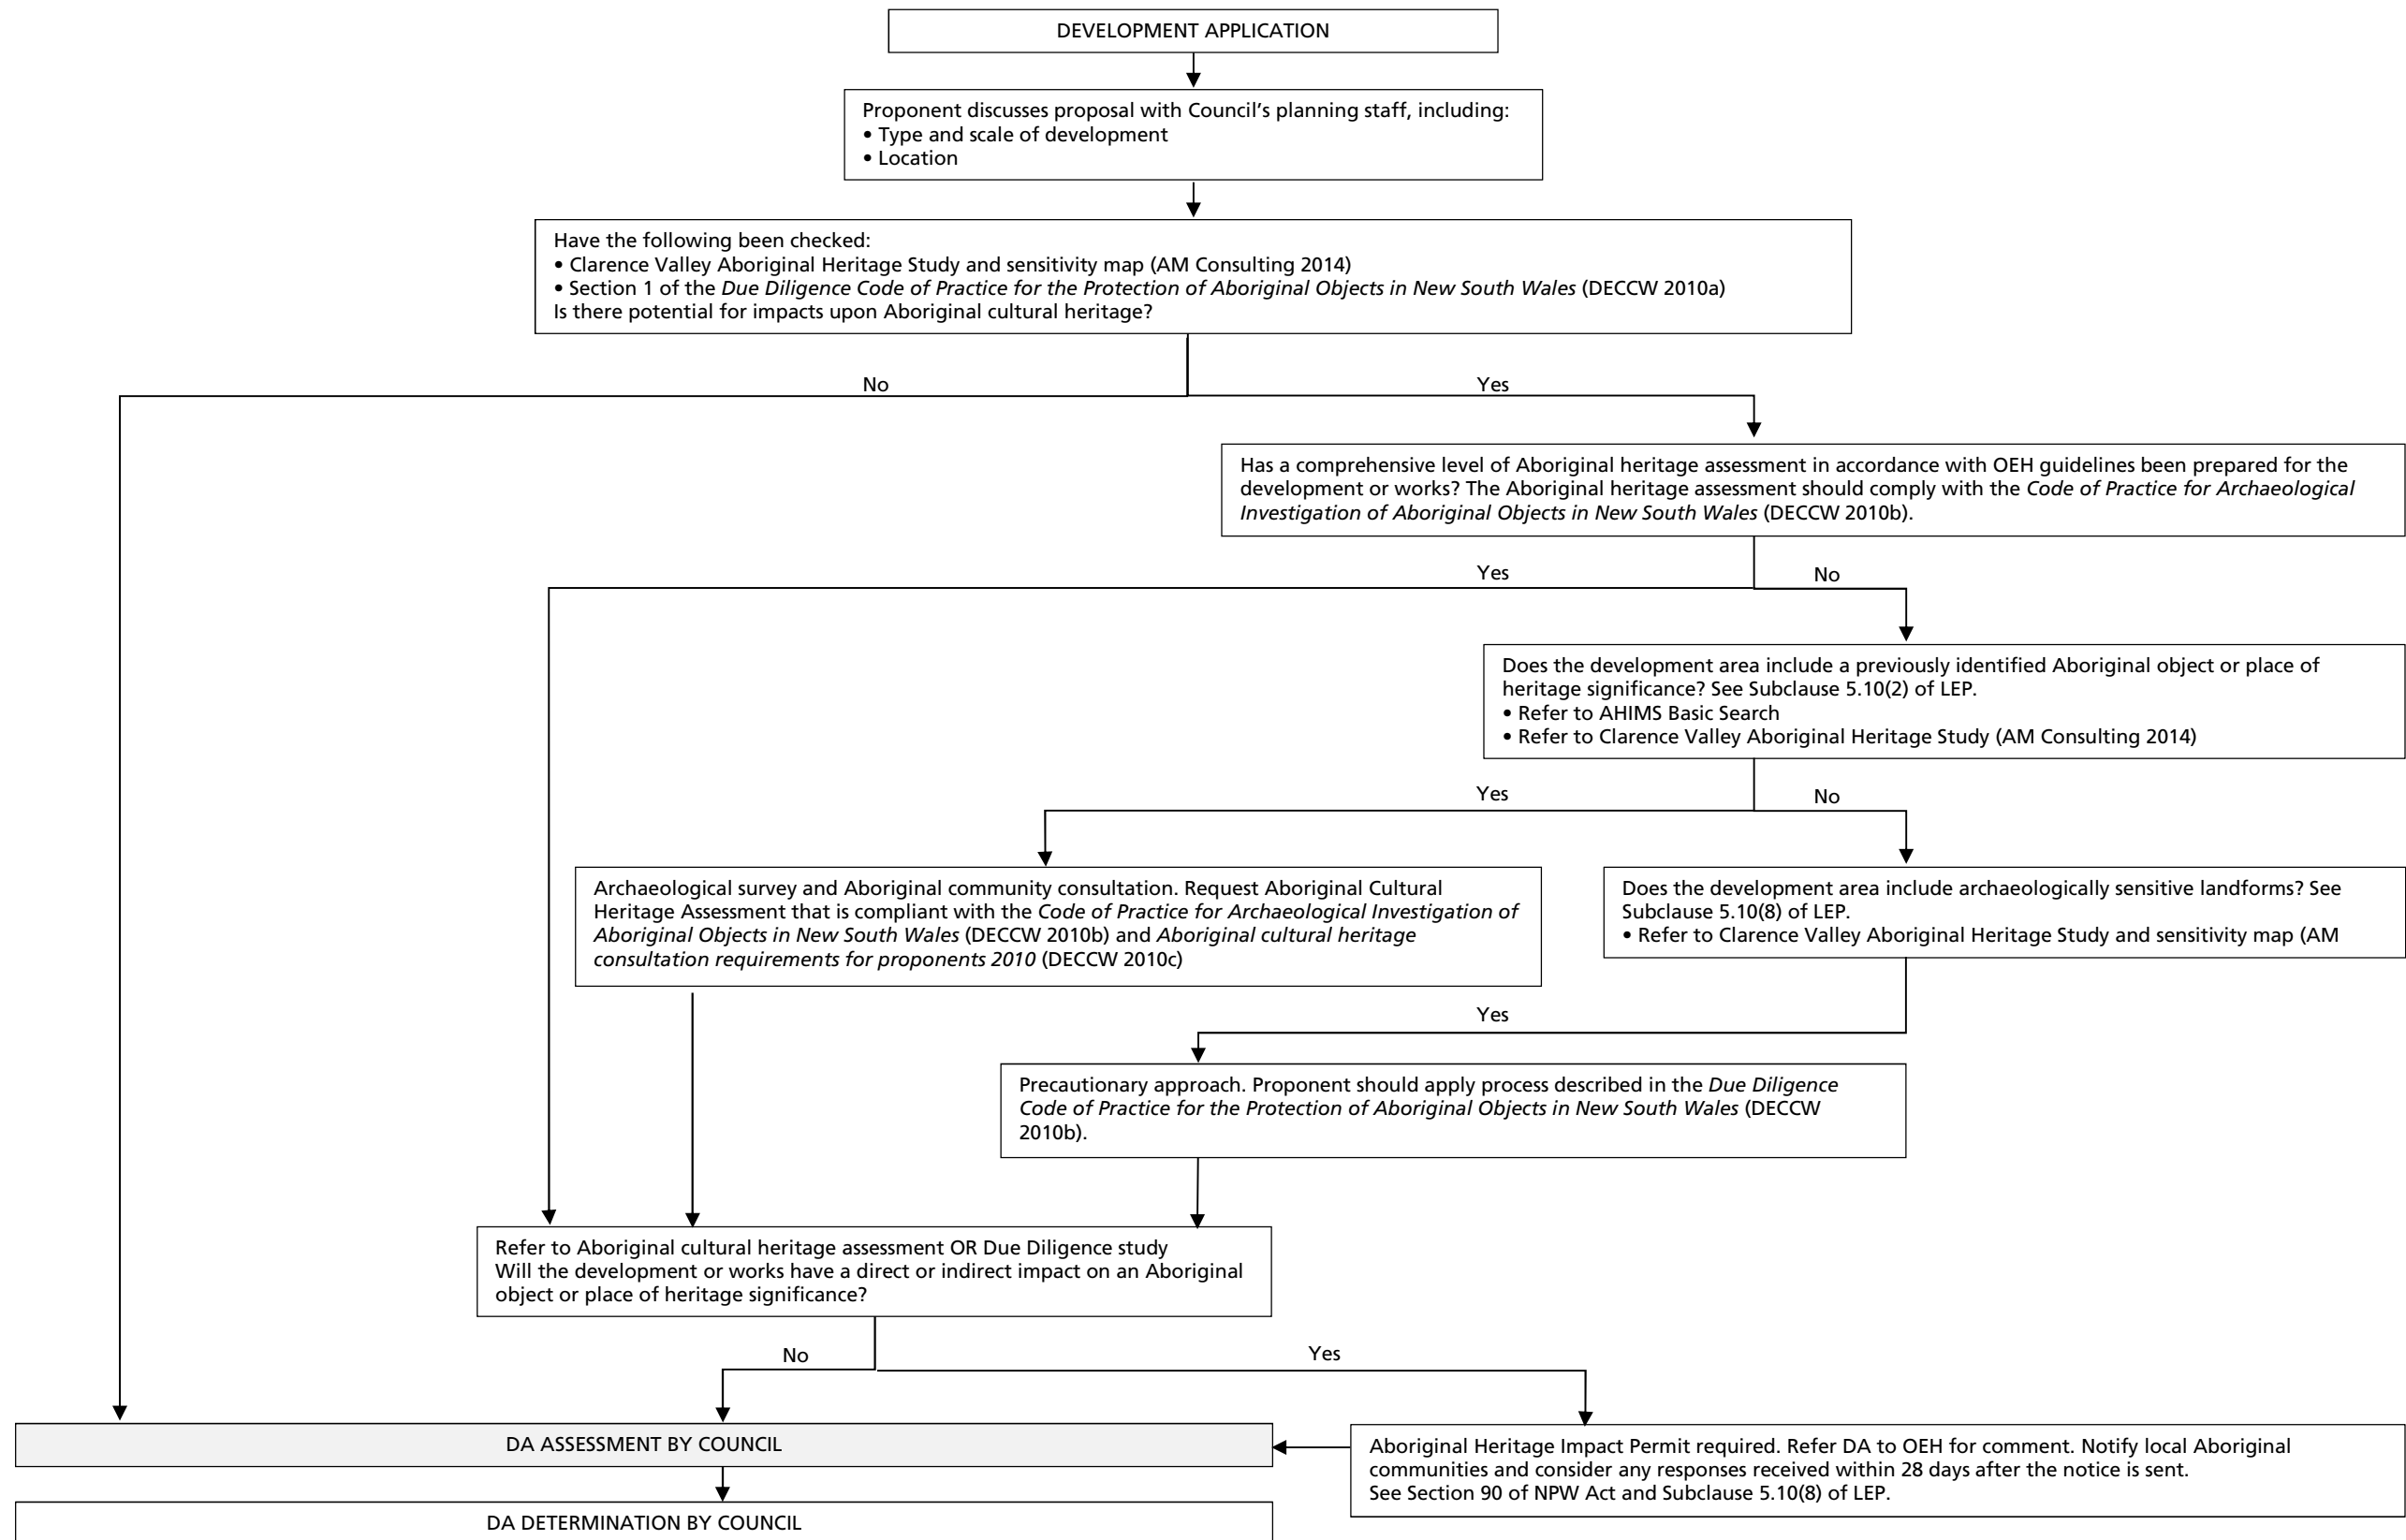 DEVELOPMENT APPLICATION
Proponent discusses proposal with Council's planning staff, including:
• Type and scale of development
• Location
Have the following been checked:
• Clarence Valley Aboriginal Heritage Study and sensitivity map (AM Consulting 2014)
• Section 1 of the Due Diligence Code of Practice for the Protection of Aboriginal Objects in New South Wales (DECCW 2010a)
Is there potential for impacts upon Aboriginal cultural heritage?
No
Yes
Has a comprehensive level of Aboriginal heritage assessment in accordance with OEH guidelines been prepared for the
development or works? The Aboriginal heritage assessment should comply with the Code of Practice for Archaeological
Investigation of Aboriginal Objects in New South Wales (DECCW 2010b).
Yes
No
Does the development area include a previously identified Aboriginal object or place of
heritage significance? See Subclause 5.10(2) of LEP.
• Refer to AHIMS Basic Search
• Refer to Clarence Valley Aboriginal Heritage Study (AM Consulting 2014)
Yes
No
Archaeological survey and Aboriginal community consultation. Request Aboriginal Cultural
Heritage Assessment that is compliant with the Code of Practice for Archaeological Investigation of
Aboriginal Objects in New South Wales (DECCW 2010b) and Aboriginal cultural heritage
consultation requirements for proponents 2010 (DECCW 2010c)
Does the development area include archaeologically sensitive landforms? See
Subclause 5.10(8) of LEP.
• Refer to Clarence Valley Aboriginal Heritage Study and sensitivity map (AM
Yes
Precautionary approach. Proponent should apply process described in the Due Diligence
Code of Practice for the Protection of Aboriginal Objects in New South Wales (DECCW
2010b).
Refer to Aboriginal cultural heritage assessment OR Due Diligence study
Will the development or works have a direct or indirect impact on an Aboriginal
object or place of heritage significance?
No
Yes
DA ASSESSMENT BY COUNCIL
Aboriginal Heritage Impact Permit required. Refer DA to OEH for comment. Notify local Aboriginal
communities and consider any responses received within 28 days after the notice is sent.
See Section 90 of NPW Act and Subclause 5.10(8) of LEP.
DA DETERMINATION BY COUNCIL